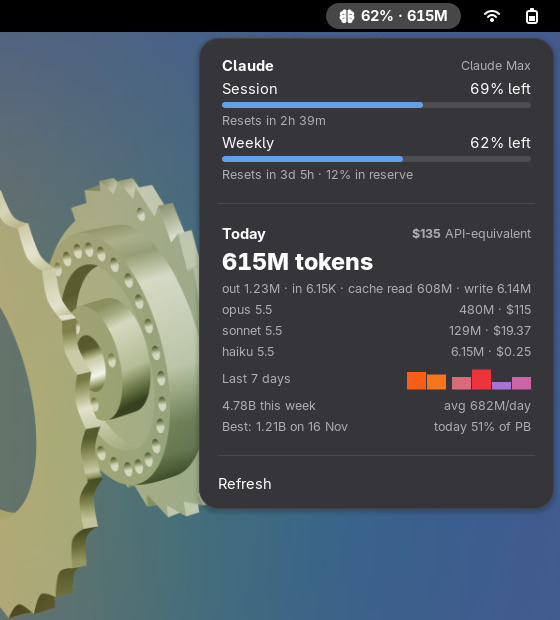 62% · 615M
Claude Claude Max
Session 69% left
Resets in 2h 39m
Weekly 62% left
Resets in 3d 5h · 12% in reserve
Today $135 API-equivalent
615M tokens
out 1.23M · in 6.15K · cache read 608M · write 6.14M
opus 5.5 480M · $115
sonnet 5.5 129M · $19.37
haiku 5.5 6.15M · $0.25
Last 7 days
4.78B this week avg 682M/day
Best: 1.21B on 16 Nov today 51% of PB
Refresh